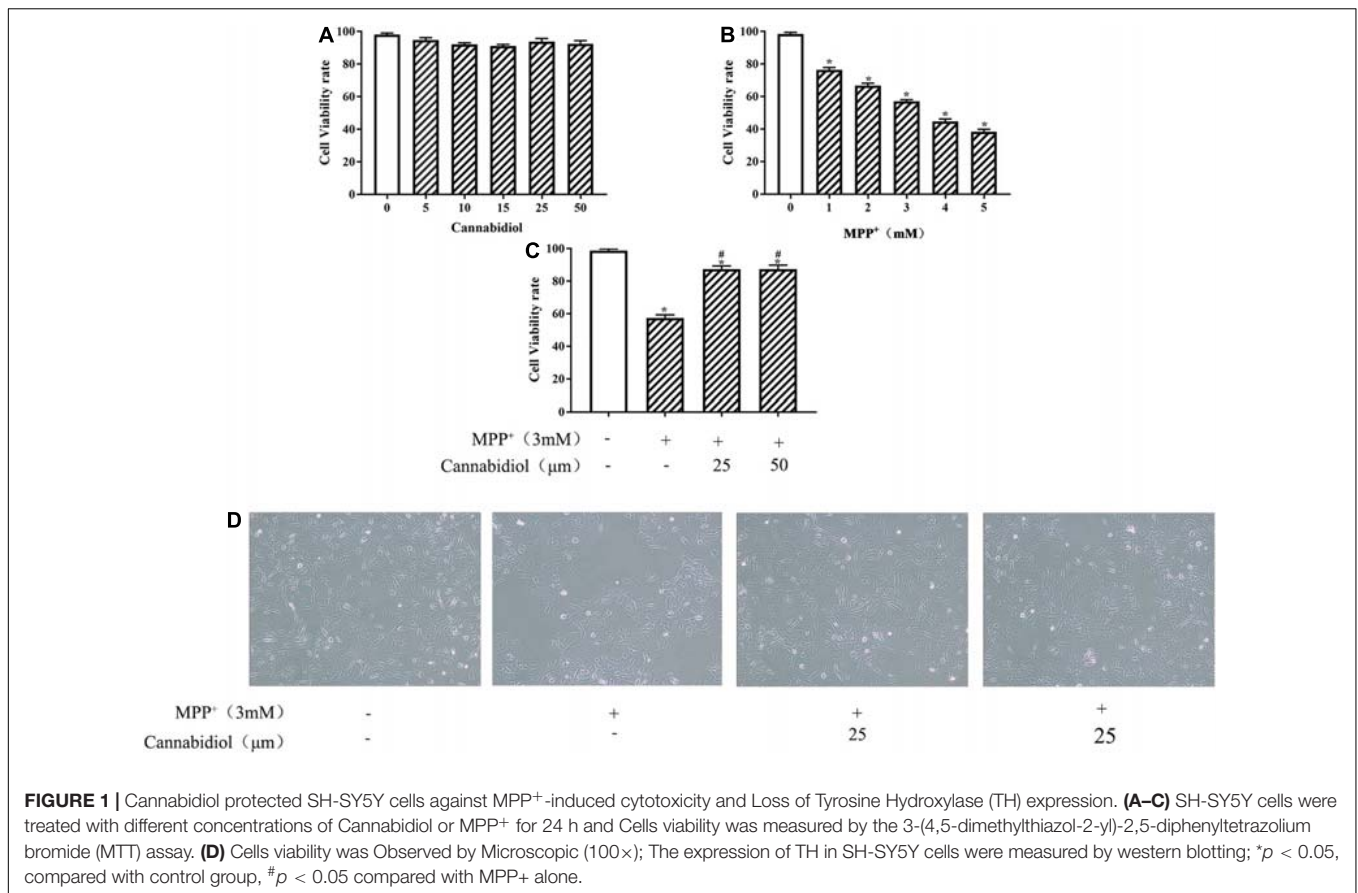 A
100
80
60
40
20
0
Cell Viability rate
0 5 10 15 25 50
Cannabidiol
B
100
80
60
40
20
0
Cell Viability rate
* * * * *
0 1 2 3 4 5
MPP⁺（mM）
C
100
80
60
40
20
0
Cell Viability rate
# #
* * *
MPP⁺（3mM） - + + +
Cannabidiol（μm） - - 25 50
D
MPP⁺（3mM） - + + +
Cannabidiol（μm） - - 25 25
FIGURE 1 | Cannabidiol protected SH-SY5Y cells against MPP⁺-induced cytotoxicity and Loss of Tyrosine Hydroxylase (TH) expression. (A–C) SH-SY5Y cells were
treated with different concentrations of Cannabidiol or MPP⁺ for 24 h and Cells viability was measured by the 3-(4,5-dimethylthiazol-2-yl)-2,5-diphenyltetrazolium
bromide (MTT) assay. (D) Cells viability was Observed by Microscopic (100×); The expression of TH in SH-SY5Y cells were measured by western blotting; *p < 0.05,
compared with control group, #p < 0.05 compared with MPP+ alone.